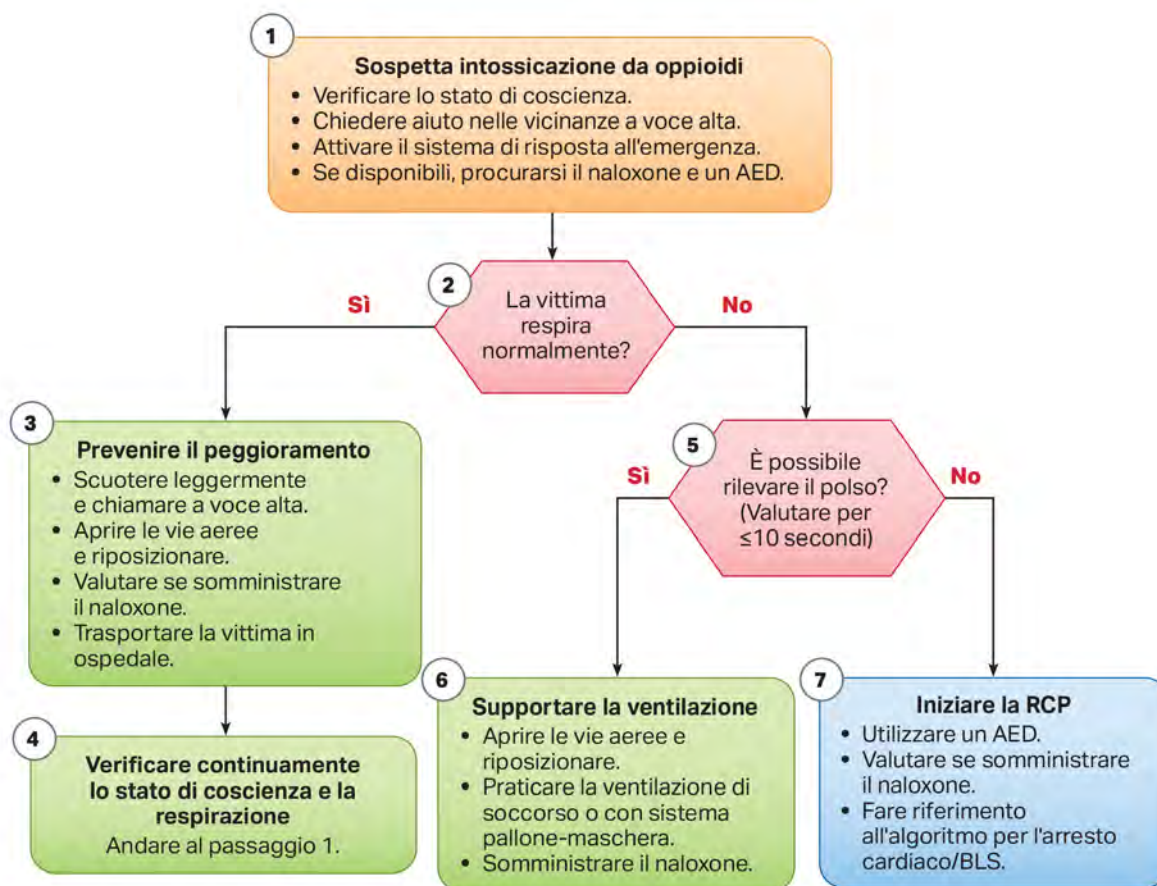 1
Sospetta intossicazione da oppioidi
• Verificare lo stato di coscienza.
• Chiedere aiuto nelle vicinanze a voce alta.
• Attivare il sistema di risposta all'emergenza.
• Se disponibili, procurarsi il naloxone e un AED.
2
La vittima
respira
normalmente?
Sì
No
3
Prevenire il peggioramento
• Scuotere leggermente
e chiamare a voce alta.
• Aprire le vie aeree
e riposizionare.
• Valutare se somministrare
il naloxone.
• Trasportare la vittima in
ospedale.
4
Verificare continuamente
lo stato di coscienza e la
respirazione
Andare al passaggio 1.
5
È possibile
rilevare il polso?
(Valutare per
≤10 secondi)
Sì
No
6
Supportare la ventilazione
• Aprire le vie aeree e
riposizionare.
• Praticare la ventilazione di
soccorso o con sistema
pallone-maschera.
• Somministrare il naloxone.
7
Iniziare la RCP
• Utilizzare un AED.
• Valutare se somministrare
il naloxone.
• Fare riferimento
all'algoritmo per l'arresto
cardiaco/BLS.